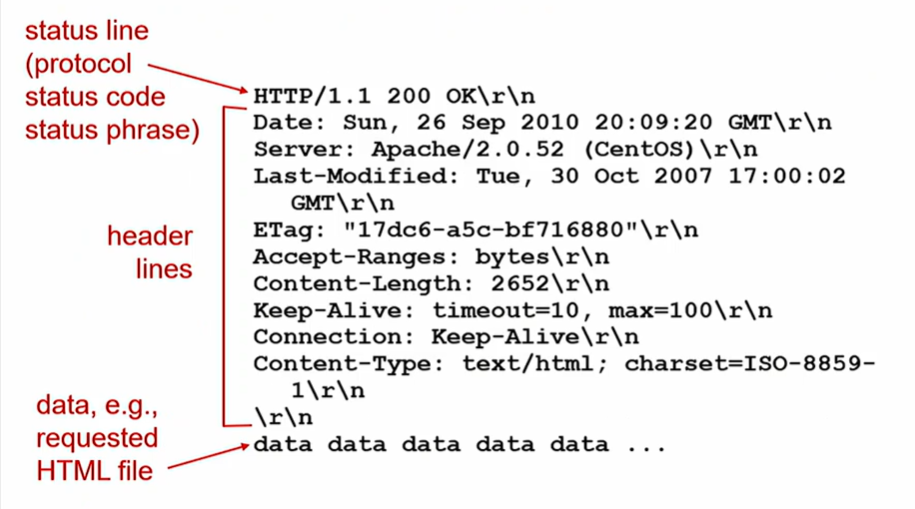 status line
(protocol
status code
status phrase)
HTTP/1.1 200 OK\r\n
Date: Sun, 26 Sep 2010 20:09:20 GMT\r\n
Server: Apache/2.0.52 (CentOS)\r\n
Last-Modified: Tue, 30 Oct 2007 17:00:02
GMT\r\n
ETag: "17dc6-a5c-bf716880"\r\n
Accept-Ranges: bytes\r\n
Content-Length: 2652\r\n
Keep-Alive: timeout=10, max=100\r\n
Connection: Keep-Alive\r\n
Content-Type: text/html; charset=ISO-8859-
1\r\n
\r\n
data data data data data ...
header
lines
data, e.g.,
requested
HTML file